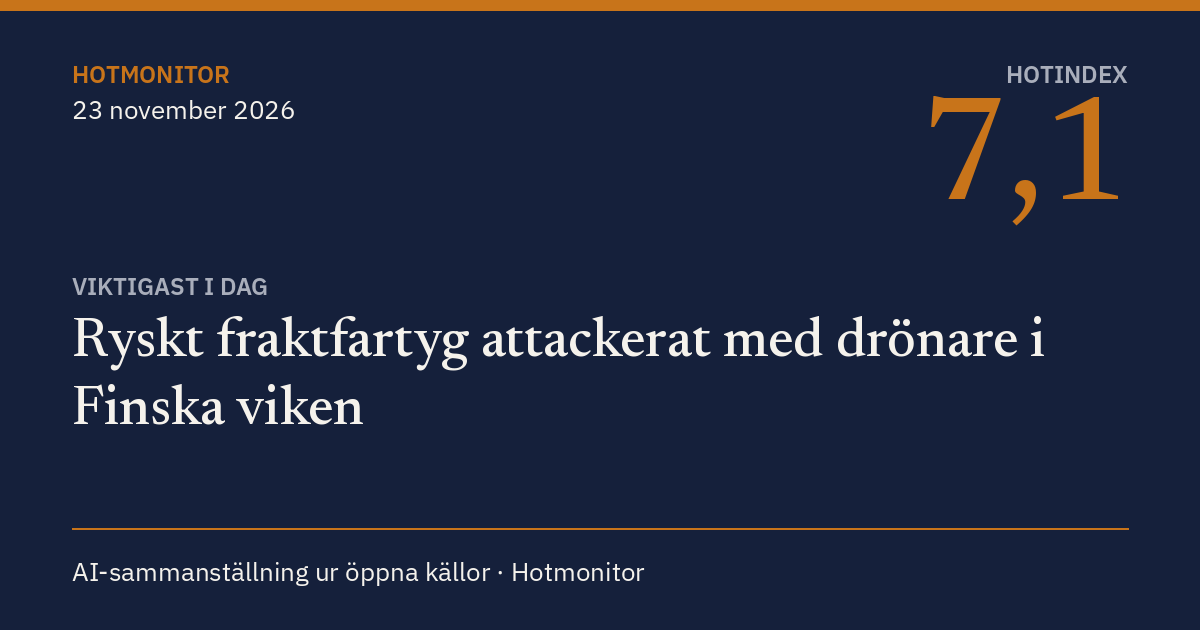 HOTMONITOR
23 november 2026
HOTINDEX
7,1
VIKTIGAST I DAG
Ryskt fraktfartyg attackerat med drönare i
Finska viken
AI-sammanställning ur öppna källor · Hotmonitor